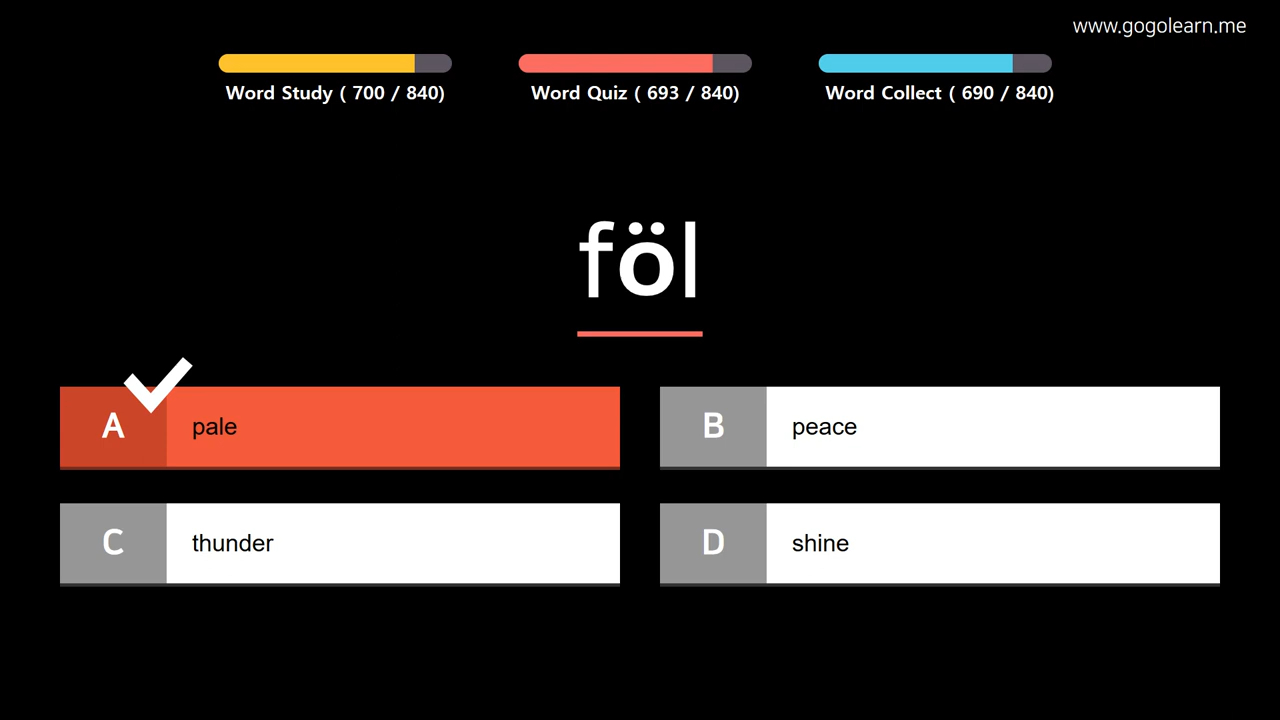 www.gogolearn.me
Word Study ( 700 / 840)
Word Quiz ( 693 / 840)
Word Collect ( 690 / 840)
föl
A
pale
B
peace
C
thunder
D
shine